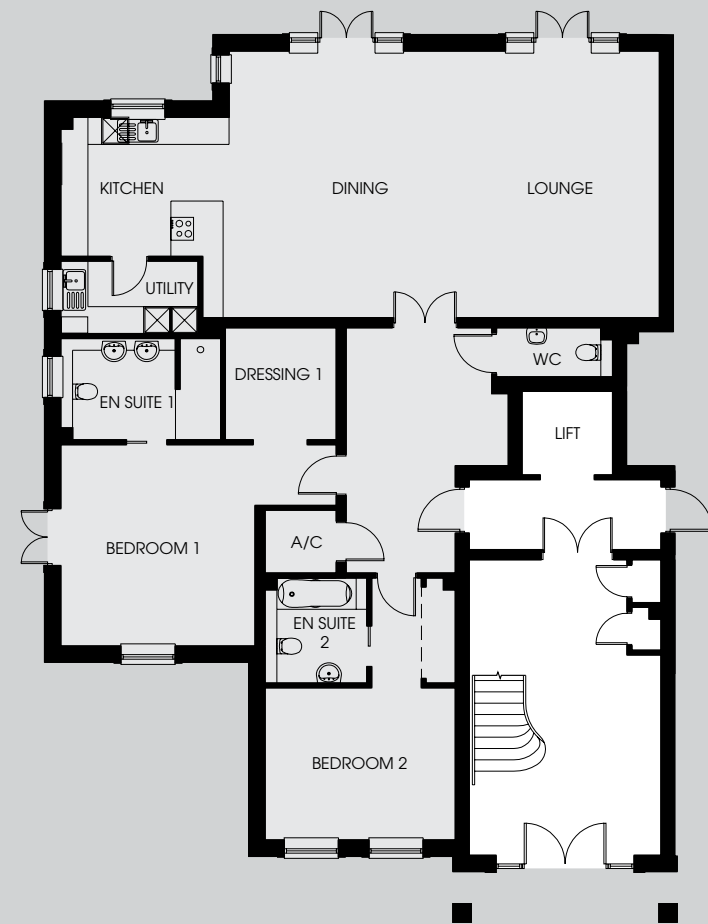 KITCHEN
DINING
LOUNGE
UTILITY
WC
DRESSING 1
EN SUITE 1
LIFT
A/C
BEDROOM 1
EN SUITE
2
BEDROOM 2